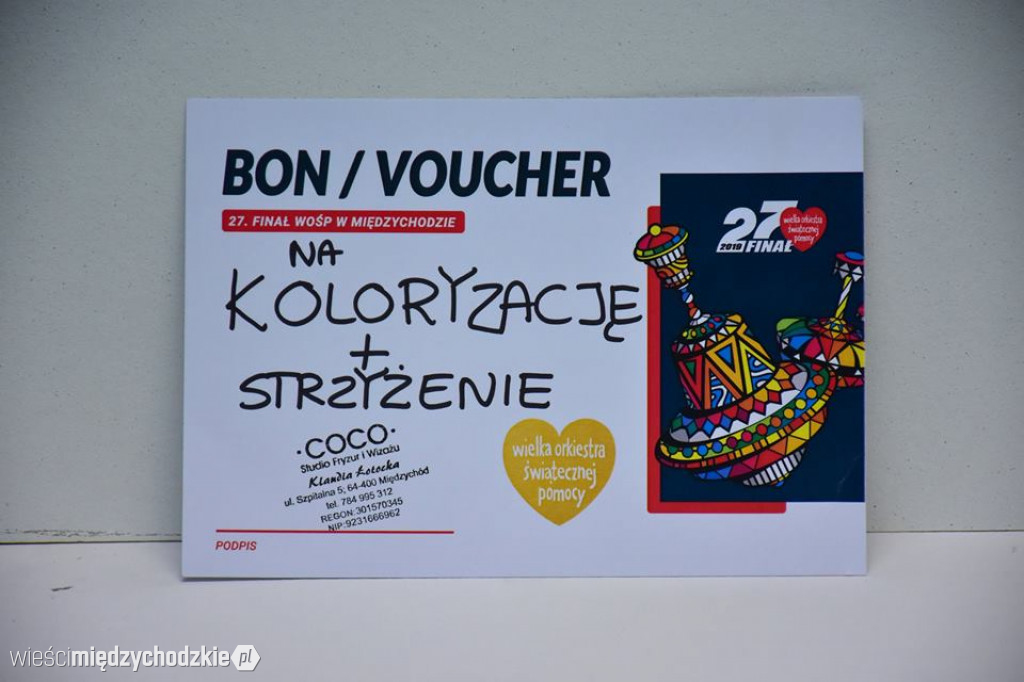 BON / VOUCHER
27. FINAŁ WOŚP W MIĘDZYCHODZIE
NA
KOLORYZACJĘ
+
STRZYŻENIE
·COCO·
Studio Fryzur i Wizażu
Klaudia Łotocka
ul. Szpitalna 5; 64-400 Międzychód
tel. 784 995 312
REGON:301570345
NIP:9231666962
PODPIS
wielka orkiestra
świątecznej
pomocy
27
2019 FINAŁ
wielka orkiestra
świątecznej
pomocy
wieścimiędzychodzkie.pl